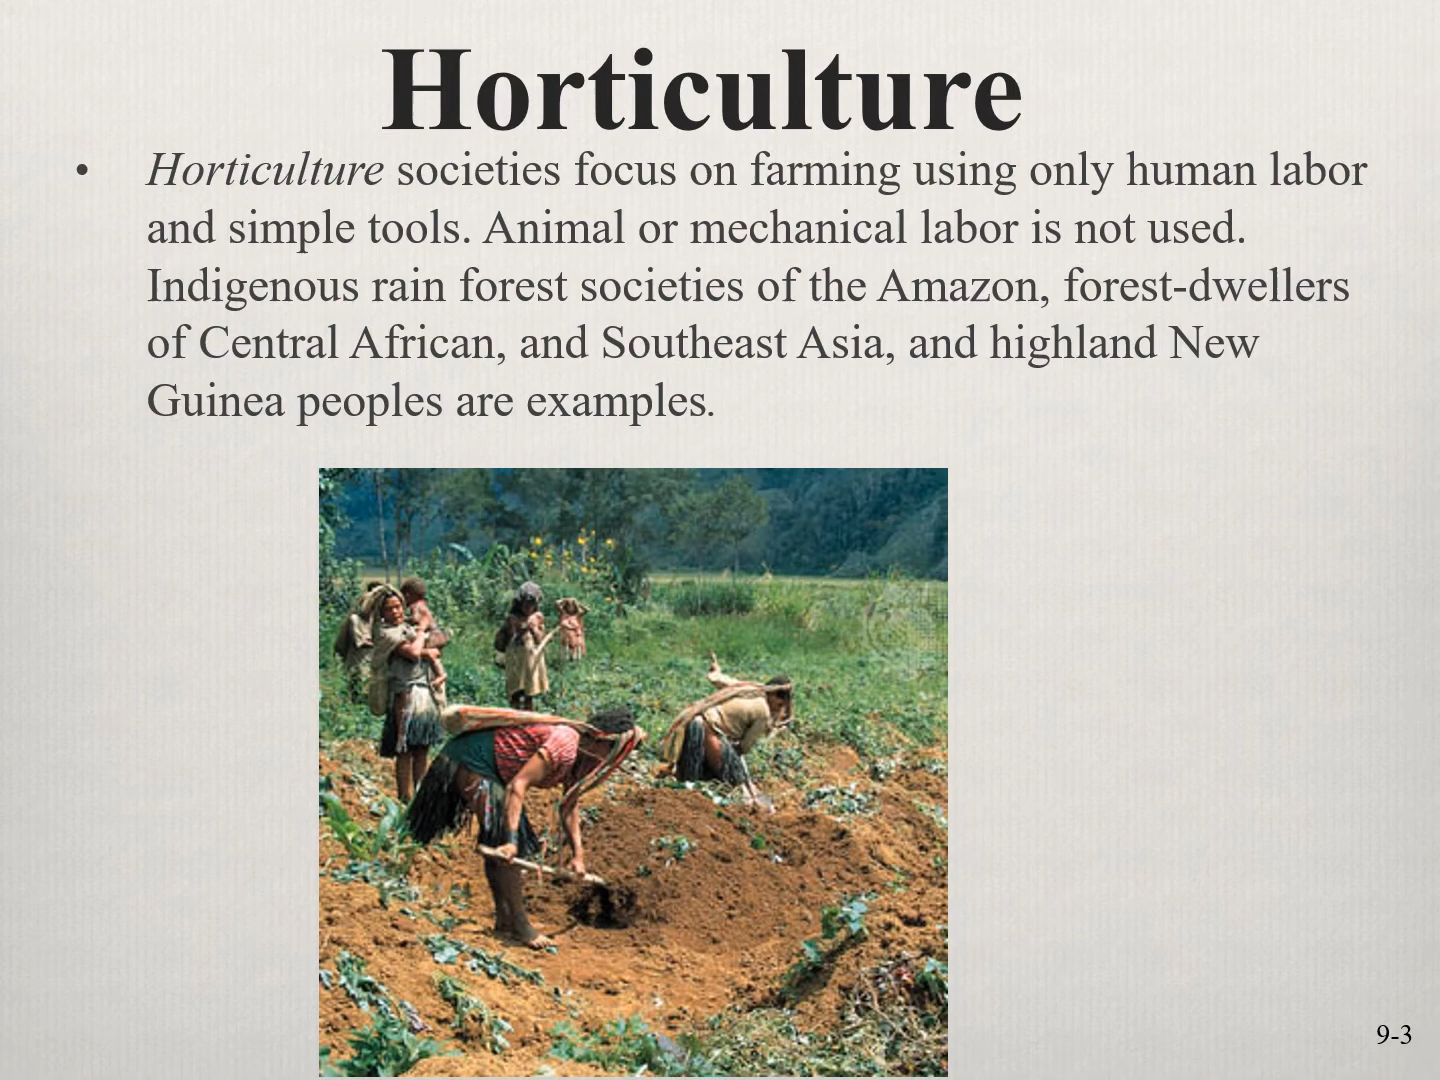 Horticulture
• Horticulture societies focus on farming using only human labor
and simple tools. Animal or mechanical labor is not used.
Indigenous rain forest societies of the Amazon, forest-dwellers
of Central African, and Southeast Asia, and highland New
Guinea peoples are examples.
9-3